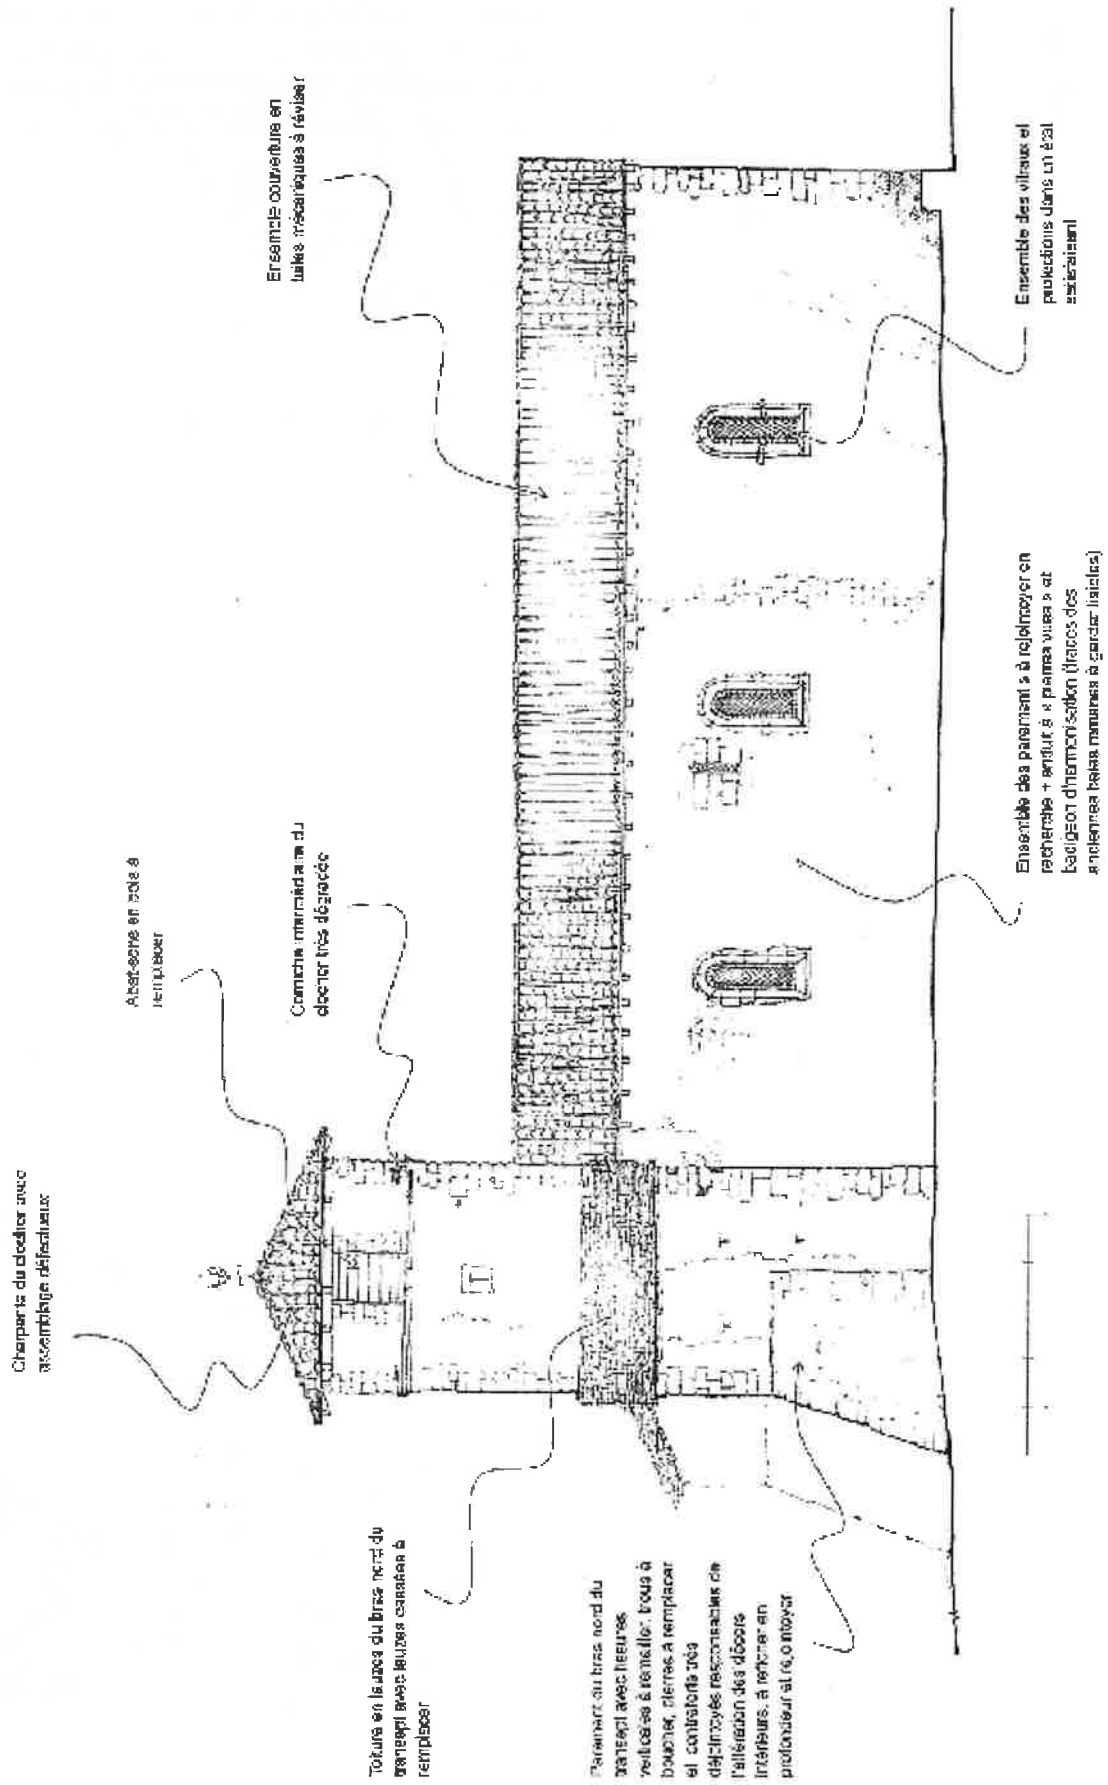 Charpente du clocher avec
assemblage défectueux
Abat-sons en bois à
remplacer
Corniche intermédiaire du
clocher très dégradée
Ensemble couverture en
tuiles mécaniques à réviser
Toiture en lauzes du bras nord du
transept avec lauzes cassées à
remplacer
Parement du bras nord du
transept avec fissures
verticales à remailler, trous à
boucher, pierres à remplacer
et contreforts très
dejointoyés responsables de
l'altération des décors
intérieurs, à reficher en
profondeur et rejointoyer
Ensemble des parements à rejointoyer en
recherche + enduit à « pierres vues » et
badigeon d'harmonisation (traces des
anciennes baies romanes à garder lisibles)
Ensemble des vitraux et
protections dans un état
satisfaisant